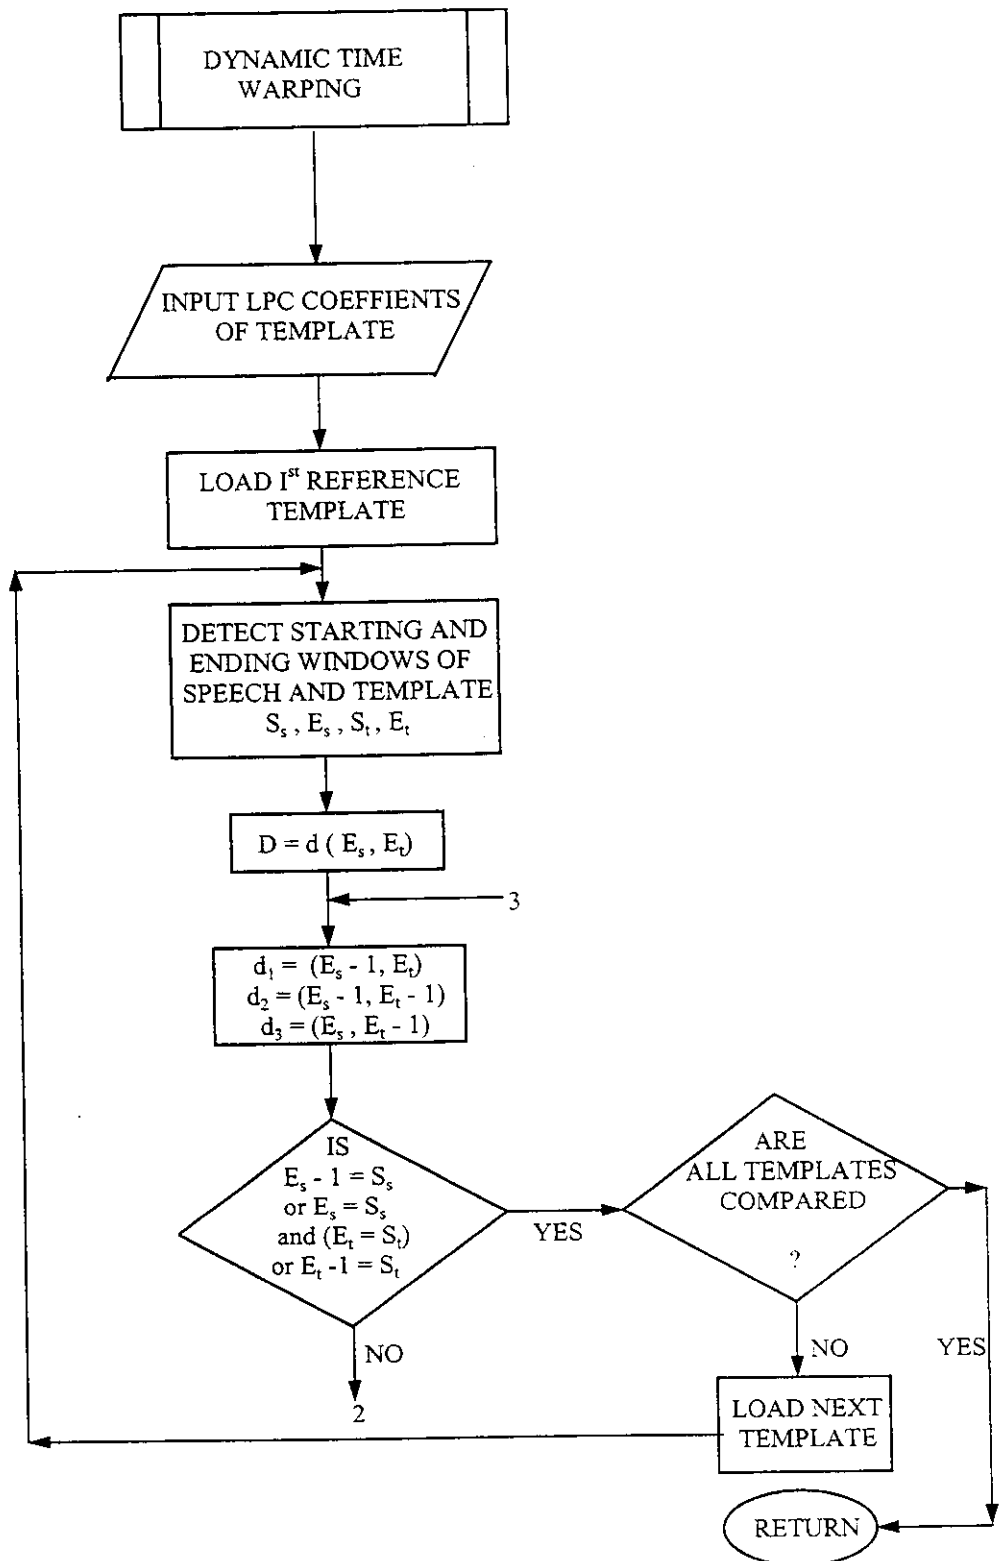 DYNAMIC TIME
WARPING
INPUT LPC COEFFIENTS
OF TEMPLATE
LOAD Iˢᵗ REFERENCE
TEMPLATE
DETECT STARTING AND
ENDING WINDOWS OF
SPEECH AND TEMPLATE
Sₛ , Eₛ , Sₜ , Eₜ
D = d ( Eₛ , Eₜ)
3
d₁ = (Eₛ - 1, Eₜ)
d₂ = (Eₛ - 1, Eₜ - 1)
d₃ = (Eₛ , Eₜ - 1)
IS
Eₛ - 1 = Sₛ
or Eₛ = Sₛ
and (Eₜ = Sₜ)
or Eₜ -1 = Sₜ
YES
NO
2
ARE
ALL TEMPLATES
COMPARED
?
NO
YES
LOAD NEXT
TEMPLATE
RETURN